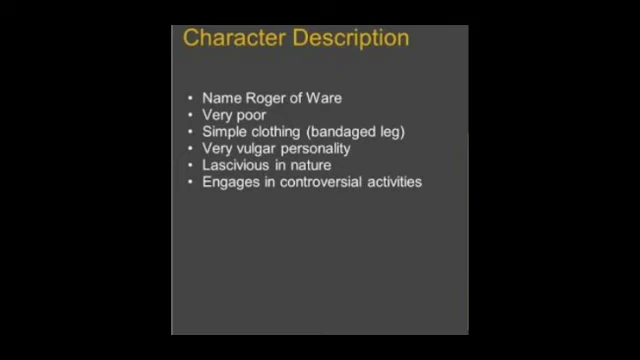 Character Description
• Name Roger of Ware
• Very poor
• Simple clothing (bandaged leg)
• Very vulgar personality
• Lascivious in nature
• Engages in controversial activities